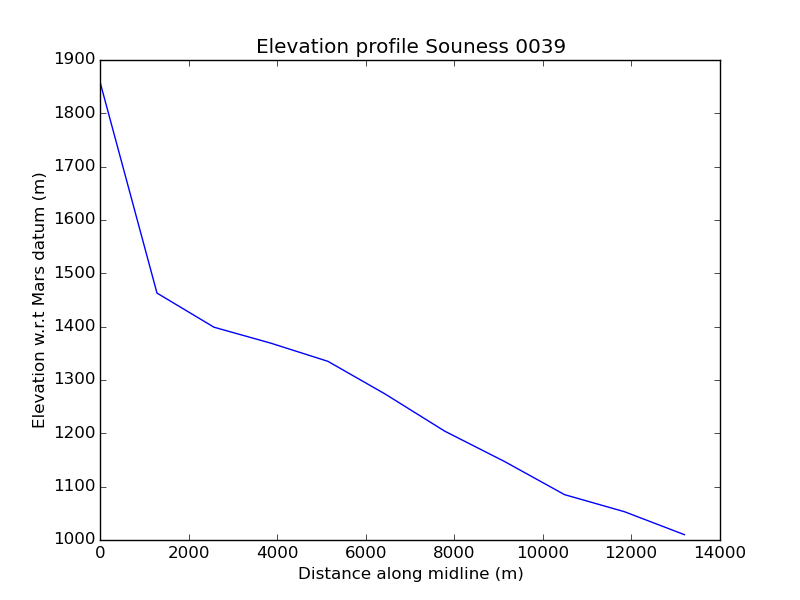 Elevation profile Souness 0039
1900
1800
1700
1600
1500
1400
1300
1200
1100
1000
Elevation w.r.t Mars datum (m)
0 2000 4000 6000 8000 10000 12000 14000
Distance along midline (m)